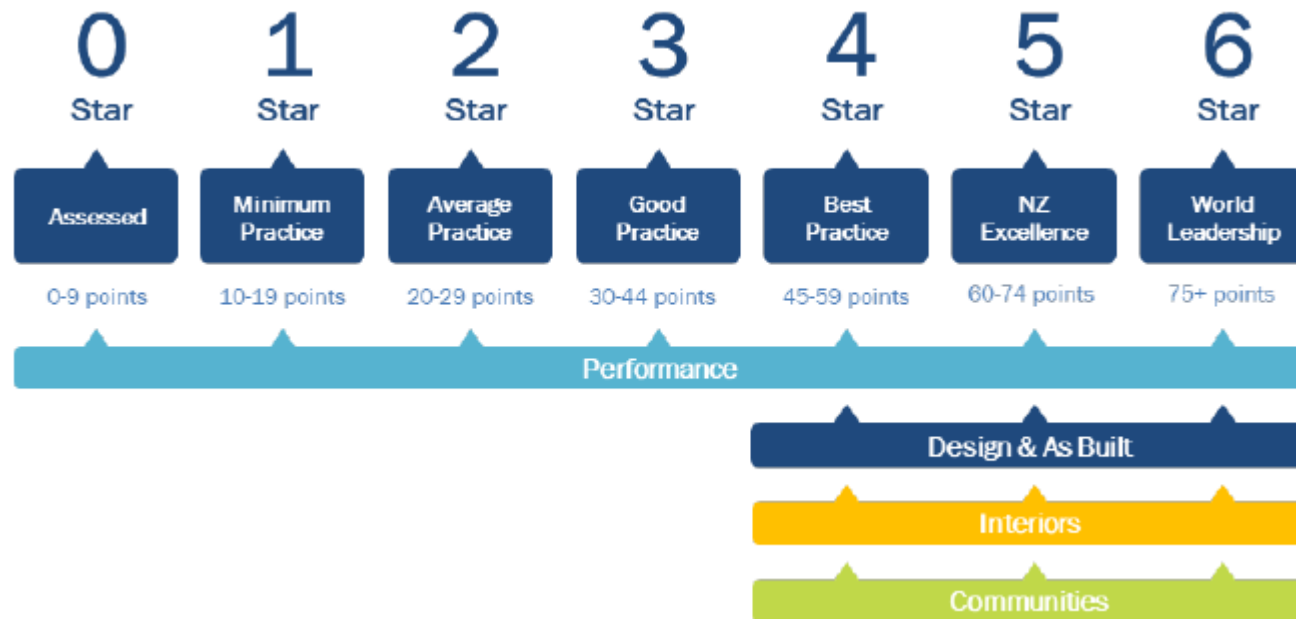 0 1 2 3 4 5 6
Star Star Star Star Star Star Star
Assessed
Minimum
Practice
Average
Practice
Good
Practice
Best
Practice
NZ
Excellence
World
Leadership
0-9 points 10-19 points 20-29 points 30-44 points 45-59 points 60-74 points 75+ points
Performance
Design & As Built
Interiors
Communities